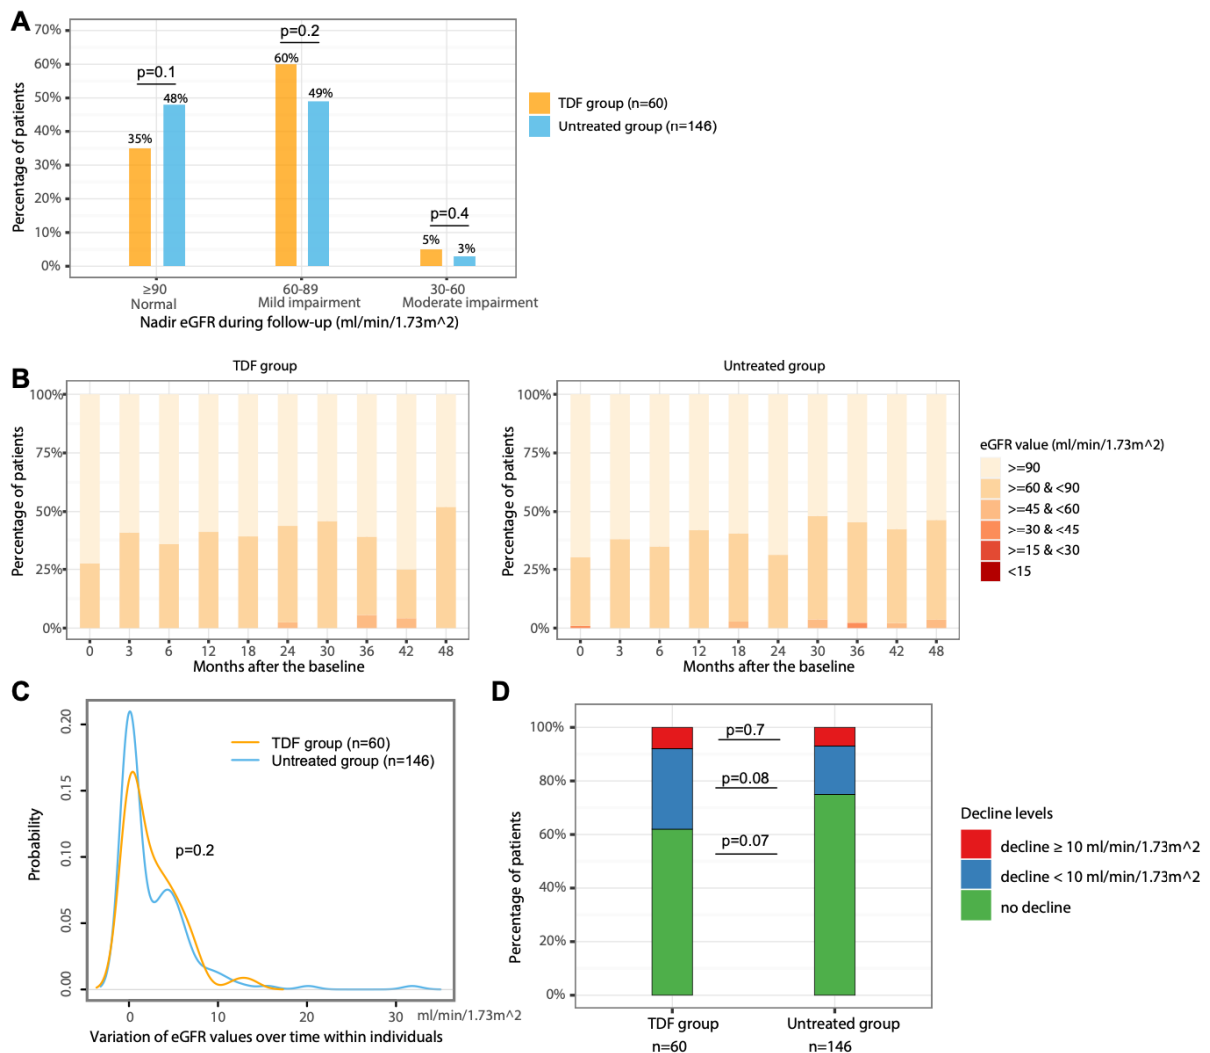 A
70%
60%
50%
40%
30%
20%
10%
0%
Percentage of patients
p=0.1
p=0.2
p=0.4
35%
48%
60%
49%
5%
3%
≥90
Normal
60-89
Mild impairment
30-60
Moderate impairment
Nadir eGFR during follow-up (ml/min/1.73m^2)
TDF group (n=60)
Untreated group (n=146)
B
TDF group
100%
75%
50%
25%
0%
Percentage of patients
0 3 6 12 18 24 30 36 42 48
Months after the baseline
Untreated group
100%
75%
50%
25%
0%
Percentage of patients
0 3 6 12 18 24 30 36 42 48
Months after the baseline
eGFR value (ml/min/1.73m^2)
>=90
>=60 & <90
>=45 & <60
>=30 & <45
>=15 & <30
<15
C
0.20
0.15
0.10
0.05
0.00
Probability
TDF group (n=60)
Untreated group (n=146)
p=0.2
0 10 20 30
ml/min/1.73m^2
Variation of eGFR values over time within individuals
D
100%
80%
60%
40%
20%
0%
Percentage of patients
p=0.7
p=0.08
p=0.07
TDF group
n=60
Untreated group
n=146
Decline levels
decline ≥ 10 ml/min/1.73m^2
decline < 10 ml/min/1.73m^2
no decline